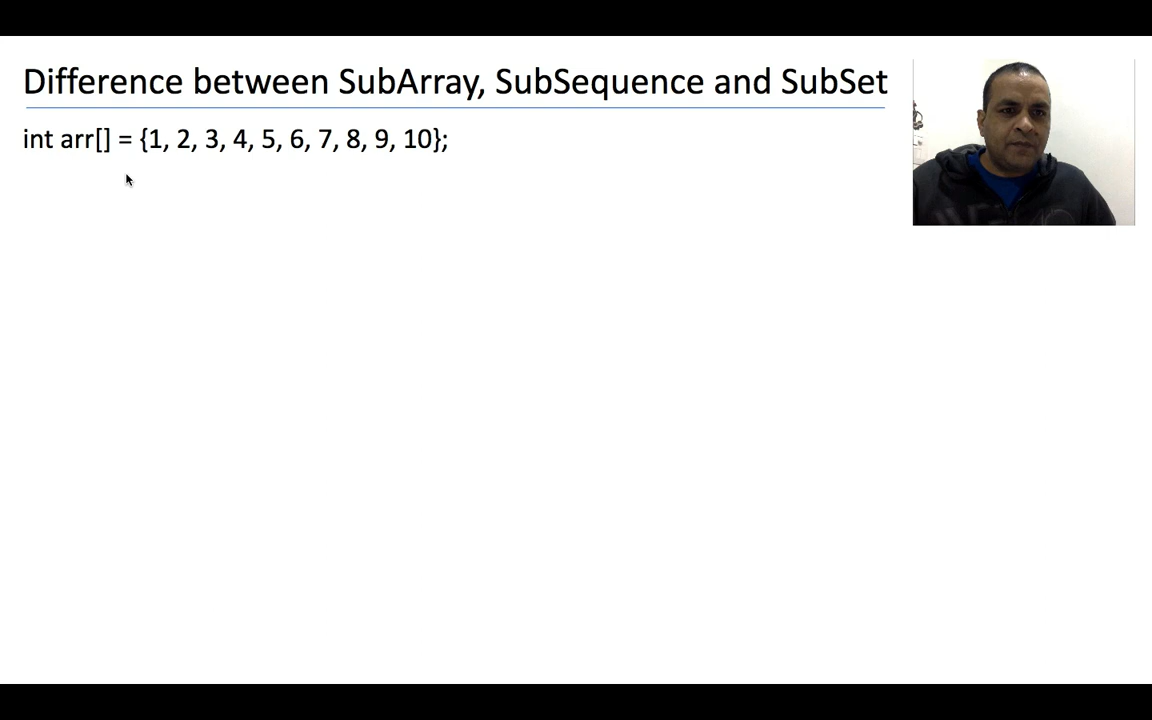 Difference between SubArray, SubSequence and SubSet
int arr[] = {1, 2, 3, 4, 5, 6, 7, 8, 9, 10};